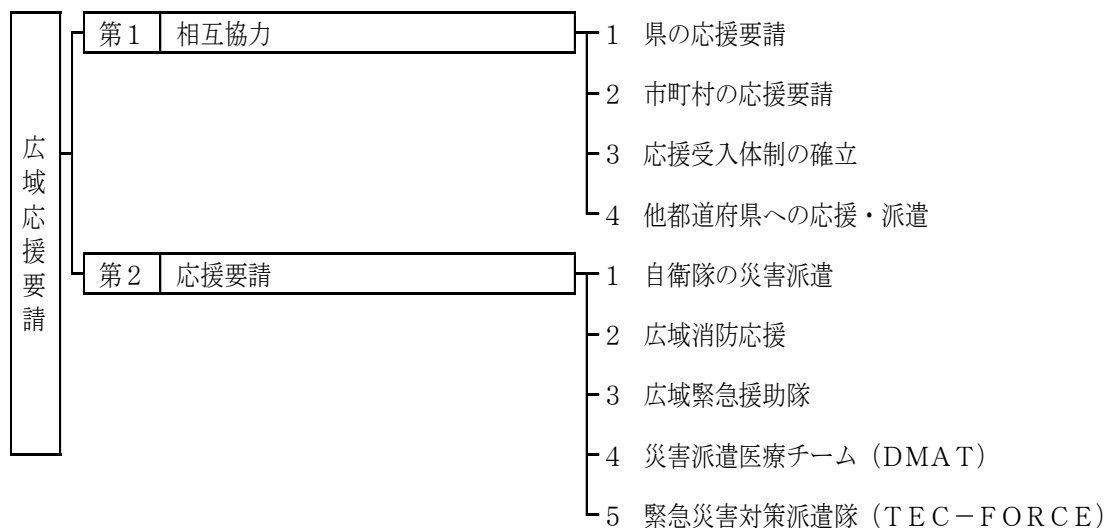 広域応援要請
第１ 相互協力
１ 県の応援要請
２ 市町村の応援要請
３ 応援受入体制の確立
４ 他都道府県への応援・派遣
第２ 応援要請
１ 自衛隊の災害派遣
２ 広域消防応援
３ 広域緊急援助隊
４ 災害派遣医療チーム（ＤＭＡＴ）
５ 緊急災害対策派遣隊（ＴＥＣ－ＦＯＲＣＥ）